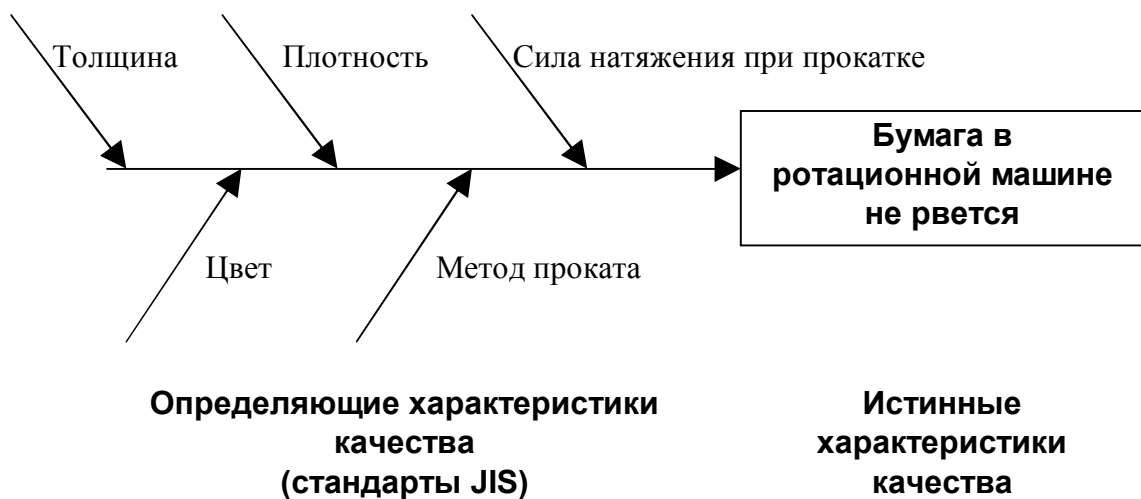 Толщина
Плотность
Сила натяжения при прокатке
Бумага в
ротационной машине
не рвется
Цвет
Метод проката
Определяющие характеристики
качества
(стандарты JIS)
Истинные
характеристики
качества